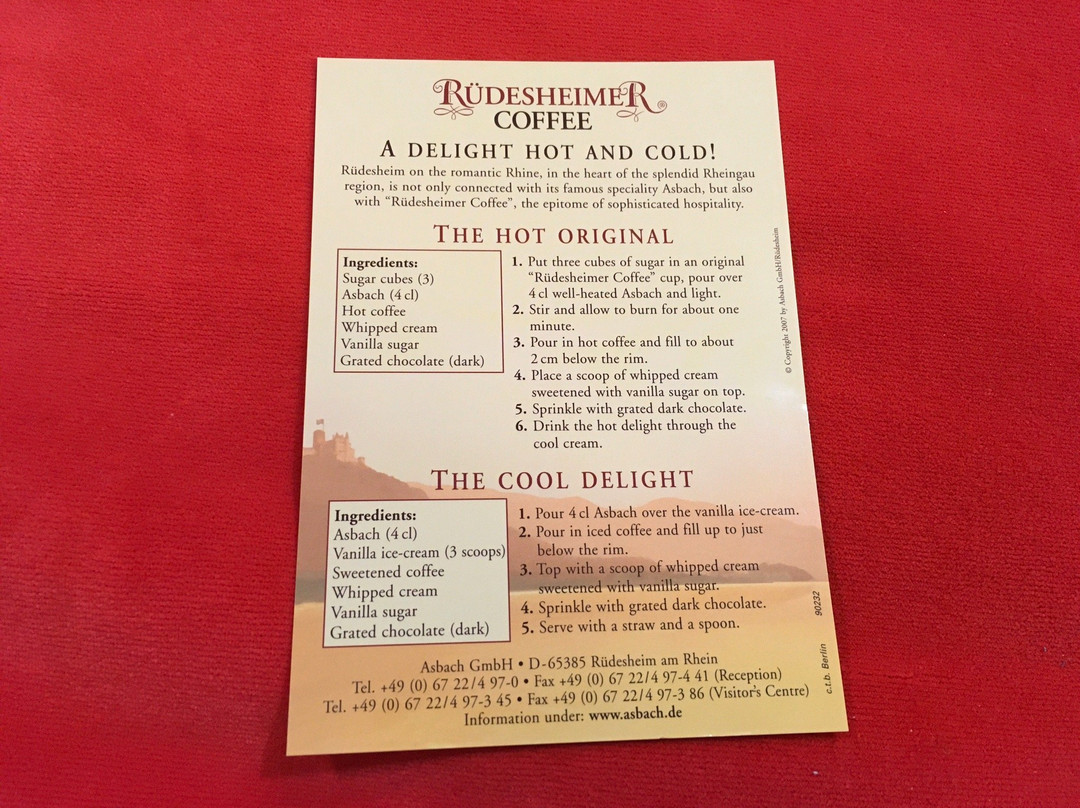 RÜDESHEIMER®
COFFEE
A DELIGHT HOT AND COLD!
Rüdesheim on the romantic Rhine, in the heart of the splendid Rheingau
region, is not only connected with its famous speciality Asbach, but also
with “Rüdesheimer Coffee”, the epitome of sophisticated hospitality.
THE HOT ORIGINAL
Ingredients:
Sugar cubes (3)
Asbach (4 cl)
Hot coffee
Whipped cream
Vanilla sugar
Grated chocolate (dark)
1. Put three cubes of sugar in an original
“Rüdesheimer Coffee” cup, pour over
4 cl well-heated Asbach and light.
2. Stir and allow to burn for about one
minute.
3. Pour in hot coffee and fill to about
2 cm below the rim.
4. Place a scoop of whipped cream
sweetened with vanilla sugar on top.
5. Sprinkle with grated dark chocolate.
6. Drink the hot delight through the
cool cream.
© Copyright 2007 by Asbach GmbH/Rüdesheim
THE COOL DELIGHT
Ingredients:
Asbach (4 cl)
Vanilla ice-cream (3 scoops)
Sweetened coffee
Whipped cream
Vanilla sugar
Grated chocolate (dark)
1. Pour 4 cl Asbach over the vanilla ice-cream.
2. Pour in iced coffee and fill up to just
below the rim.
3. Top with a scoop of whipped cream
sweetened with vanilla sugar.
4. Sprinkle with grated dark chocolate.
5. Serve with a straw and a spoon.
90232
c.t.b. Berlin
Asbach GmbH • D-65385 Rüdesheim am Rhein
Tel. +49 (0) 67 22/4 97-0 • Fax +49 (0) 67 22/4 97-4 41 (Reception)
Tel. +49 (0) 67 22/4 97-3 45 • Fax +49 (0) 67 22/4 97-3 86 (Visitor's Centre)
Information under: www.asbach.de